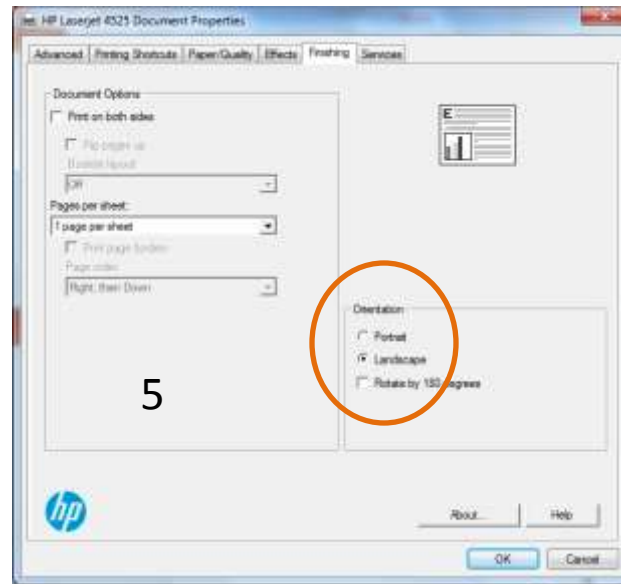 HP Laserjet 4525 Document Properties
Advanced Printing Shortcuts Paper/Quality Effects Finishing Services
Document Options
Print on both sides
Flip pages up
Booklet layout:
Off
Pages per sheet:
1 page per sheet
Print page borders
Page order:
Right, then Down
E
Orientation
Portrait
Landscape
Rotate by 180 degrees
5
hp
About...
Help
OK
Cancel